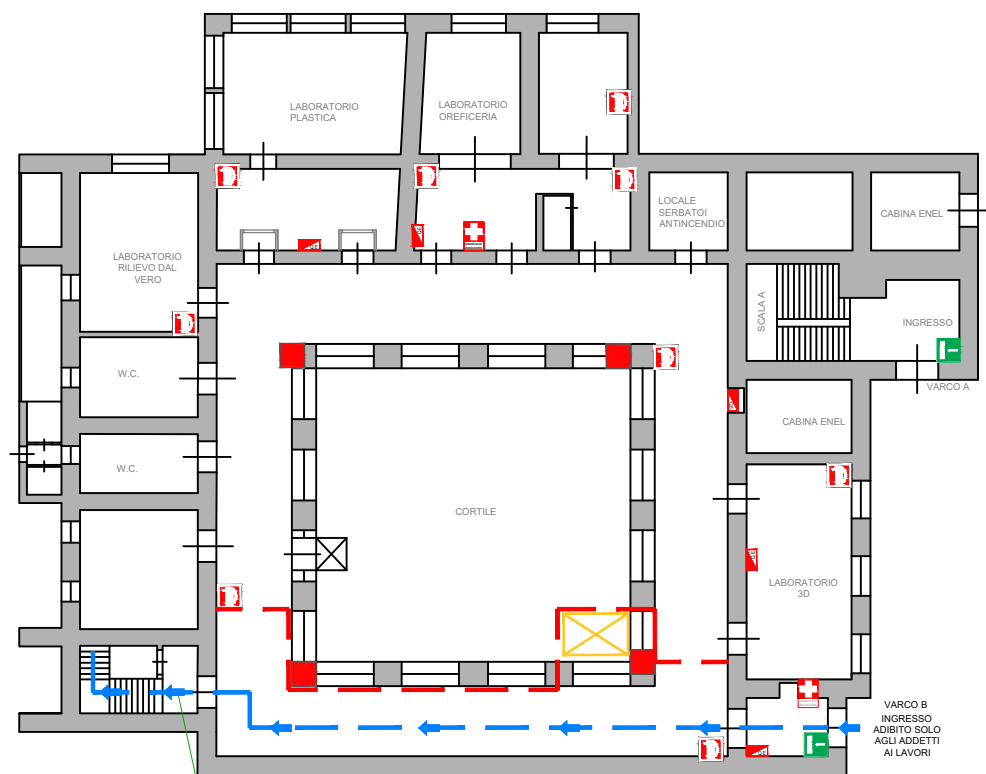 LABORATORIO
PLASTICA
LABORATORIO
OREFICERIA
LOCALE
SERBATOI
ANTINCENDIO
CABINA ENEL
LABORATORIO
RILIEVO DAL
VERO
SCALA A
INGRESSO
VARCO A
W.C.
CABINA ENEL
W.C.
CORTILE
LABORATORIO
3D
VARCO B
INGRESSO
ADIBITO SOLO
AGLI ADDETTI
AI LAVORI